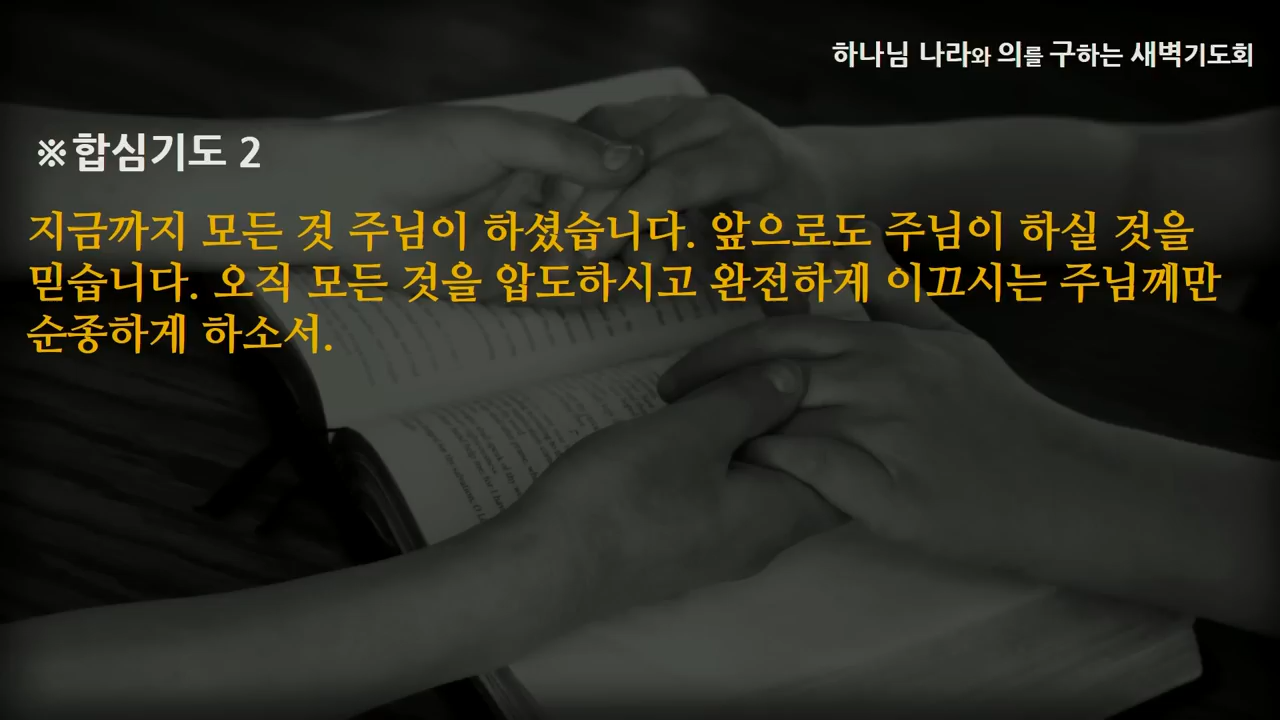 하나님 나라와 의를 구하는 새벽기도회
※합심기도 2
지금까지 모든 것 주님이 하셨습니다. 앞으로도 주님이 하실 것을
믿습니다. 오직 모든 것을 압도하시고 완전하게 이끄시는 주님께만
순종하게 하소서.